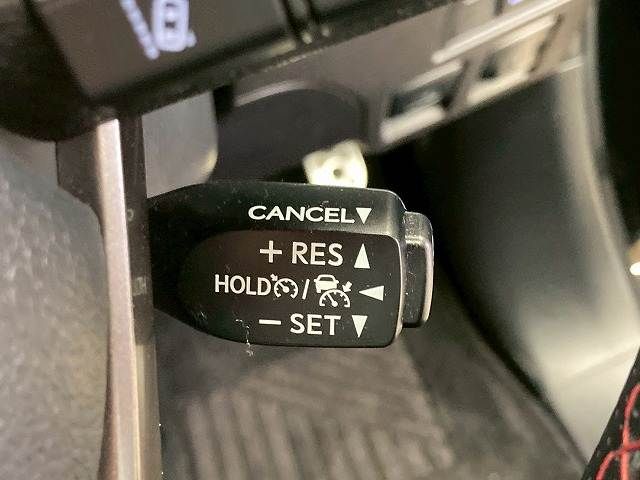 CANCEL▼
+ RES ▲
HOLD / ◄
− SET ▼